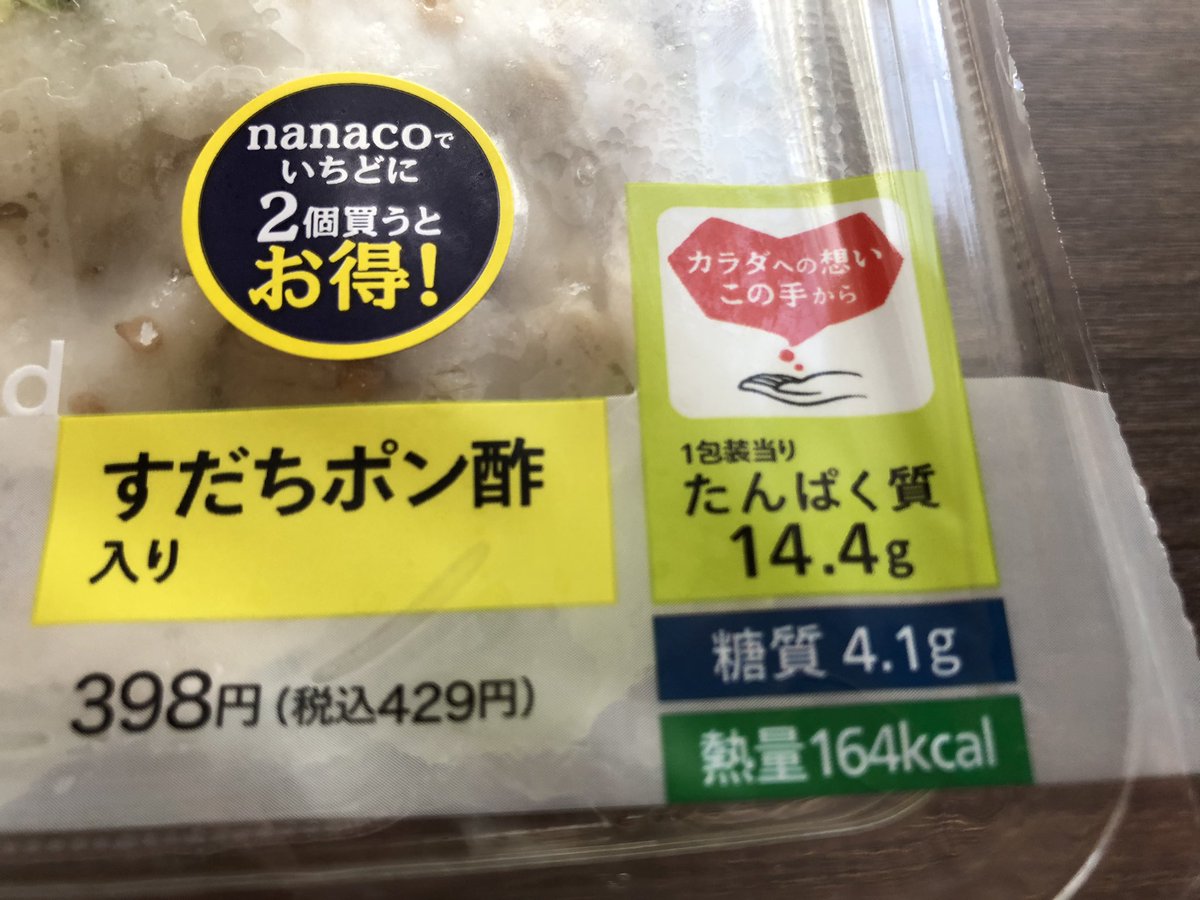 nanacoで
いちどに
2個買うと
お得!
カラダへの想い
この手から
d
すだちポン酢
入り
1包装当り
たんぱく質
14.4g
糖質 4.1g
熱量164kcal
398円(税込429円)